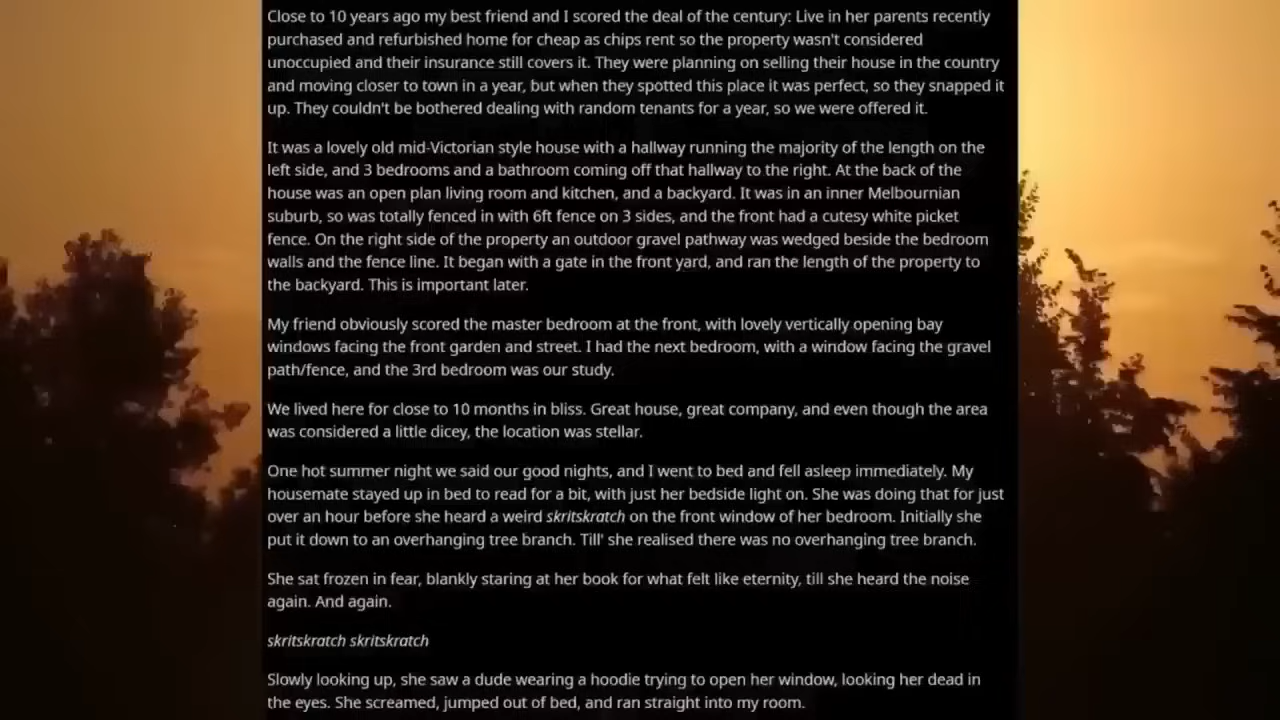 Close to 10 years ago my best friend and I scored the deal of the century: Live in her parents recently
purchased and refurbished home for cheap as chips rent so the property wasn't considered
unoccupied and their insurance still covers it. They were planning on selling their house in the country
and moving closer to town in a year, but when they spotted this place it was perfect, so they snapped it
up. They couldn't be bothered dealing with random tenants for a year, so we were offered it.
It was a lovely old mid-Victorian style house with a hallway running the majority of the length on the
left side, and 3 bedrooms and a bathroom coming off that hallway to the right. At the back of the
house was an open plan living room and kitchen, and a backyard. It was in an inner Melbournian
suburb, so was totally fenced in with 6ft fence on 3 sides, and the front had a cutesy white picket
fence. On the right side of the property an outdoor gravel pathway was wedged beside the bedroom
walls and the fence line. It began with a gate in the front yard, and ran the length of the property to
the backyard. This is important later.
My friend obviously scored the master bedroom at the front, with lovely vertically opening bay
windows facing the front garden and street. I had the next bedroom, with a window facing the gravel
path/fence, and the 3rd bedroom was our study.
We lived here for close to 10 months in bliss. Great house, great company, and even though the area
was considered a little dicey, the location was stellar.
One hot summer night we said our good nights, and I went to bed and fell asleep immediately. My
housemate stayed up in bed to read for a bit, with just her bedside light on. She was doing that for just
over an hour before she heard a weird skritskratch on the front window of her bedroom. Initially she
put it down to an overhanging tree branch. Till' she realised there was no overhanging tree branch.
She sat frozen in fear, blankly staring at her book for what felt like eternity, till she heard the noise
again. And again.
skritskratch skritskratch
Slowly looking up, she saw a dude wearing a hoodie trying to open her window, looking her dead in
the eyes. She screamed, jumped out of bed, and ran straight into my room.